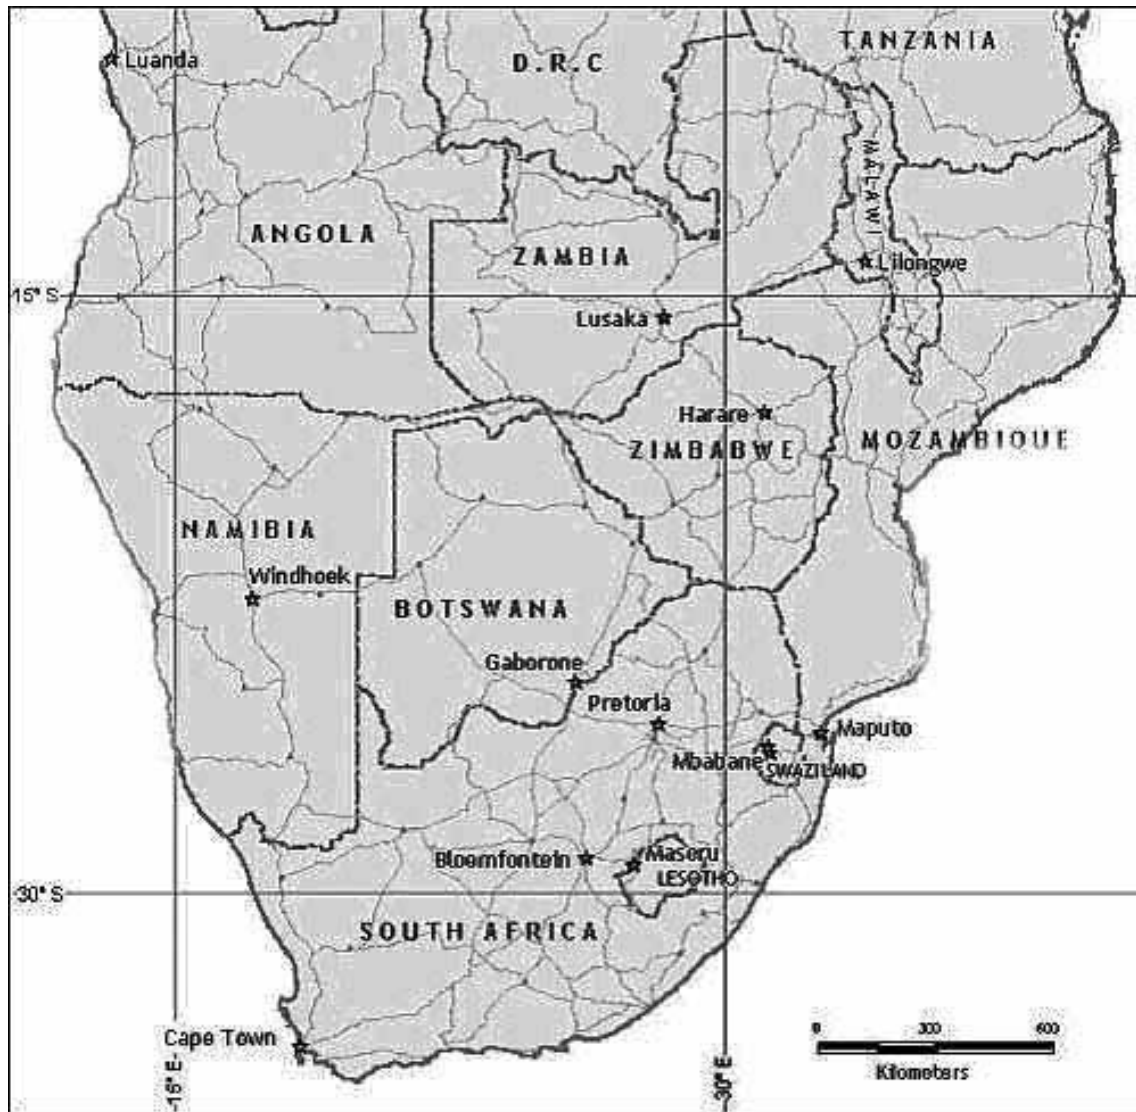 TANZANIA
Luanda
D.R.C
MALAWI
ANGOLA
ZAMBIA
Lilongwe
15° S
Lusaka
Harare
ZIMBABWE
MOZAMBIQUE
NAMIBIA
Windhoek
BOTSWANA
Gaborone
Pretoria
Maputo
Mbabane
SWAZILAND
Bloemfontein
Maseru
LESOTHO
30° S
SOUTH AFRICA
Cape Town
15° E
30° E
0 300 600
Kilometers